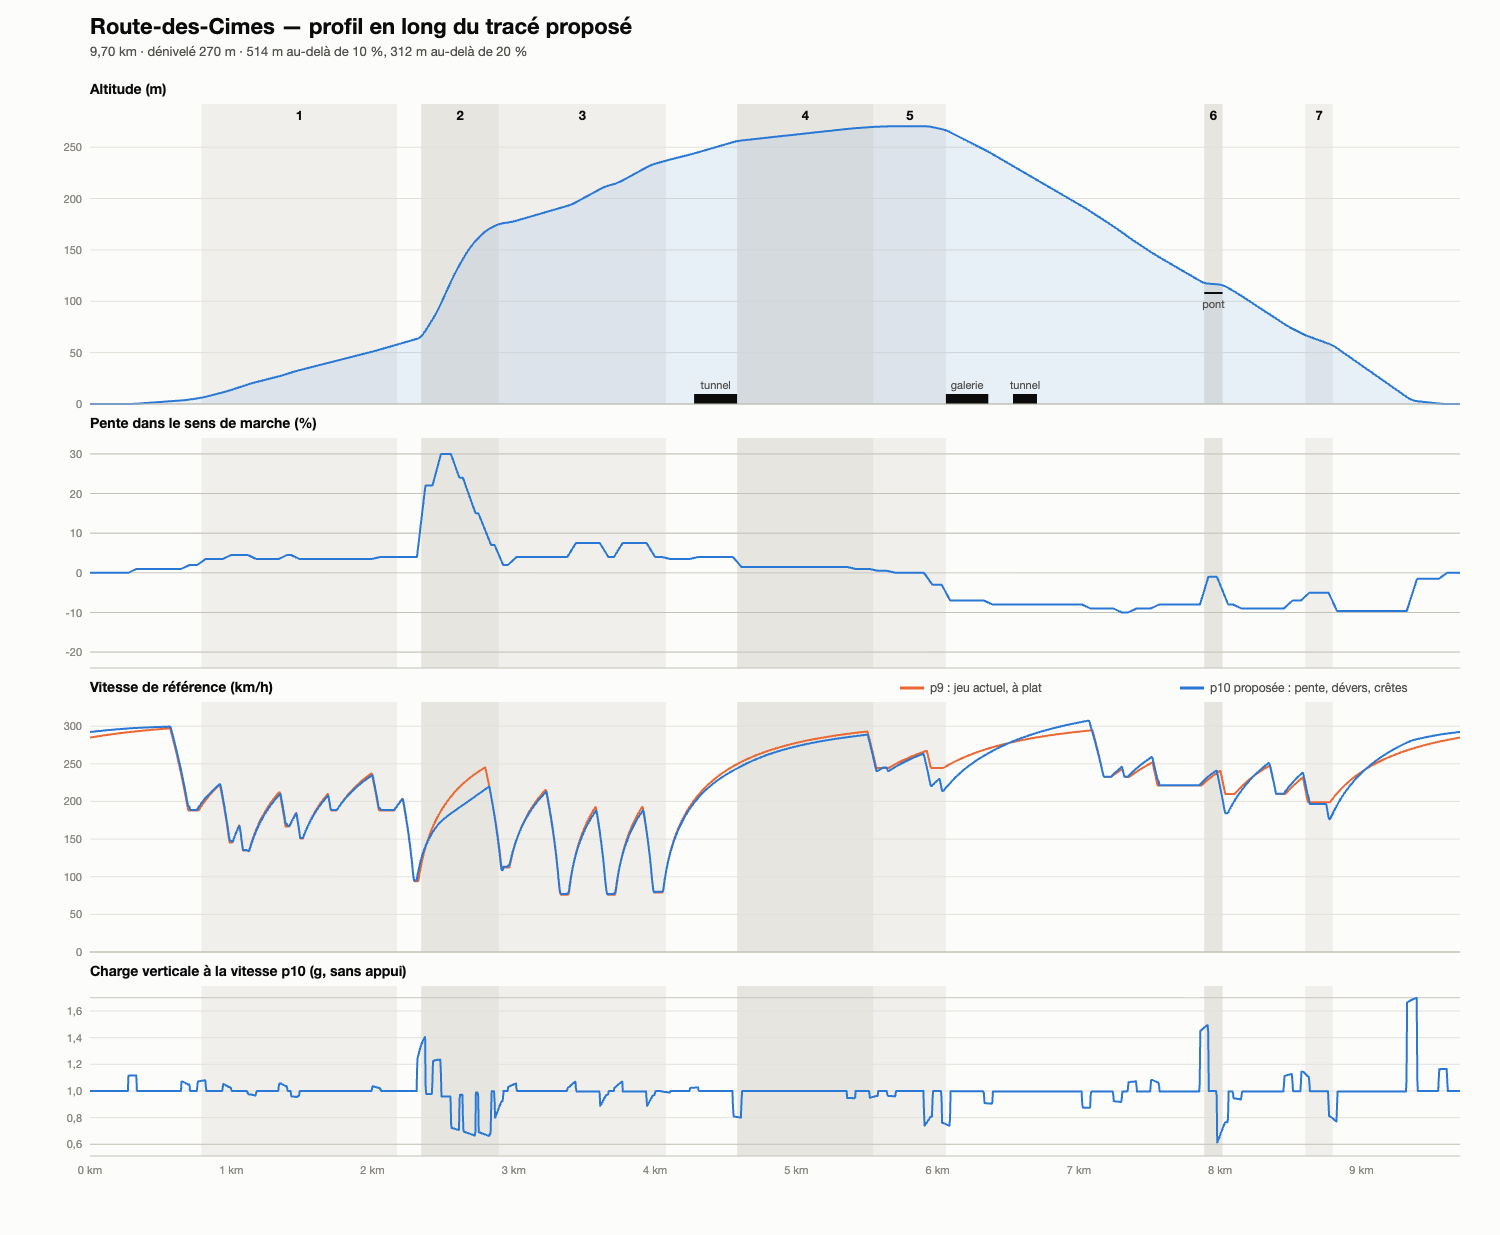 Route-des-Cimes — profil en long du tracé proposé
9,70 km · dénivelé 270 m · 514 m au-delà de 10 %, 312 m au-delà de 20 %
Altitude (m)
1 2 3 4 5 6 7
250
200
150
100
50
0
pont
tunnel galerie tunnel
Pente dans le sens de marche (%)
30
20
10
0
-10
-20
Vitesse de référence (km/h)
p9 : jeu actuel, à plat
p10 proposée : pente, dévers, crêtes
300
250
200
150
100
50
0
Charge verticale à la vitesse p10 (g, sans appui)
1,6
1,4
1,2
1,0
0,8
0,6
0 km 1 km 2 km 3 km 4 km 5 km 6 km 7 km 8 km 9 km